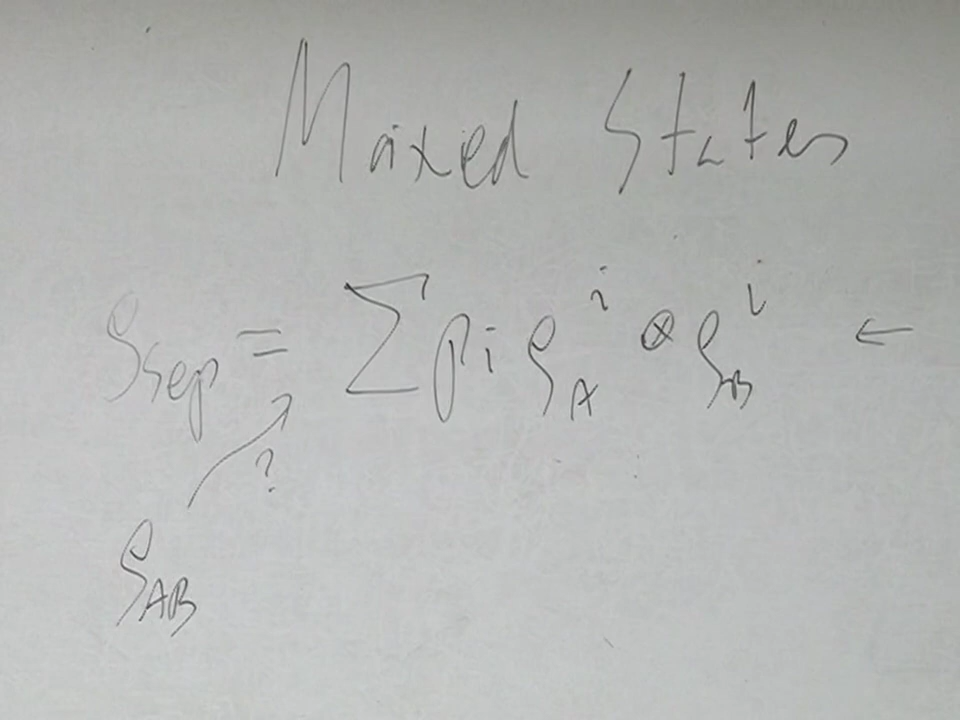 Mixed States
ρsep = Σ pi ρA^i ⊗ ρB^i ←
?
ρAB